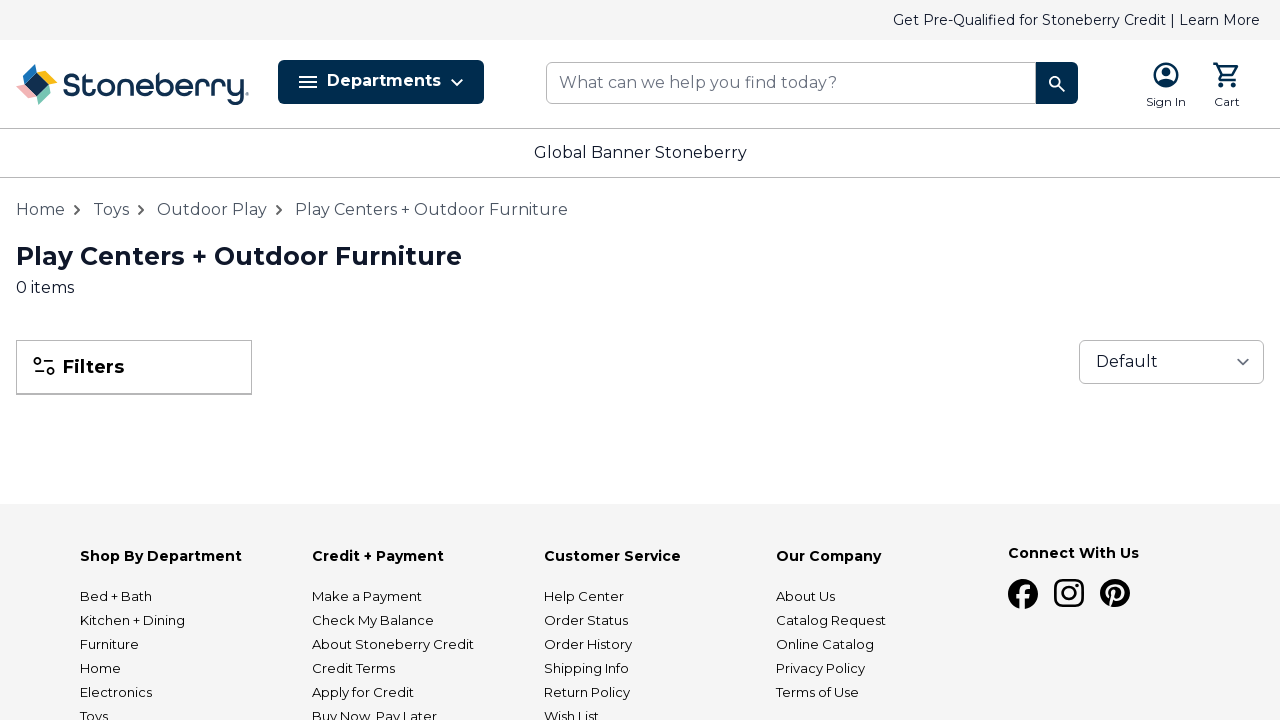 Get Pre-Qualified for Stoneberry Credit | Learn More
Stoneberry
Departments
What can we help you find today?
Sign In
Cart
Global Banner Stoneberry
Home
Toys
Outdoor Play
Play Centers + Outdoor Furniture
Play Centers + Outdoor Furniture
0 items
Filters
Default
Shop By Department
Bed + Bath
Kitchen + Dining
Furniture
Home
Electronics
Toys
Credit + Payment
Make a Payment
Check My Balance
About Stoneberry Credit
Credit Terms
Apply for Credit
Buy Now, Pay Later
Customer Service
Help Center
Order Status
Order History
Shipping Info
Return Policy
Wish List
Our Company
About Us
Catalog Request
Online Catalog
Privacy Policy
Terms of Use
Connect With Us